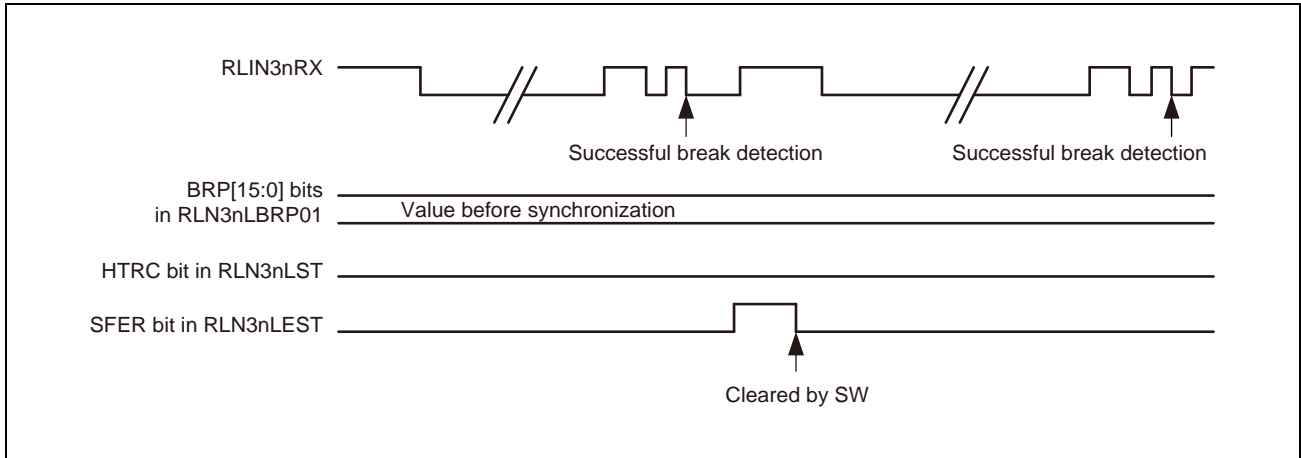 RLIN3nRX
Successful break detection
Successful break detection
BRP[15:0] bits
in RLN3nLBRP01
Value before synchronization
HTRC bit in RLN3nLST
SFER bit in RLN3nLEST
Cleared by SW